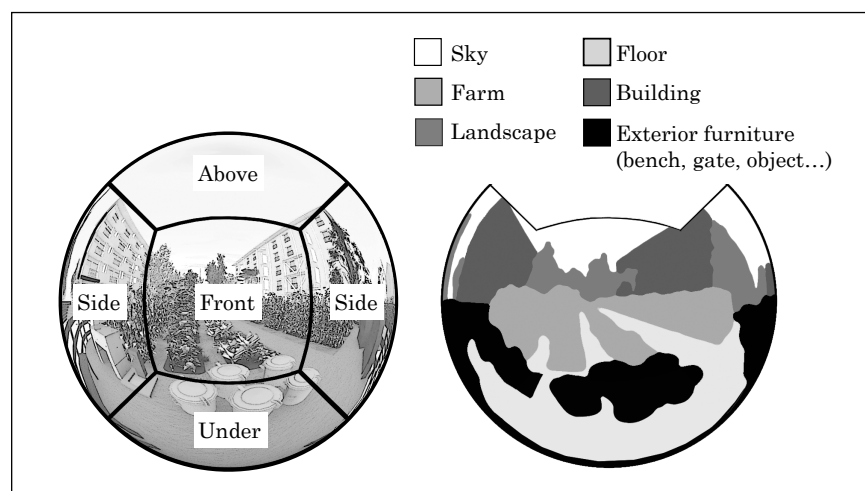 Sky
Floor
Farm
Building
Landscape
Exterior furniture
(bench, gate, object…)
Above
Side
Front
Side
Under